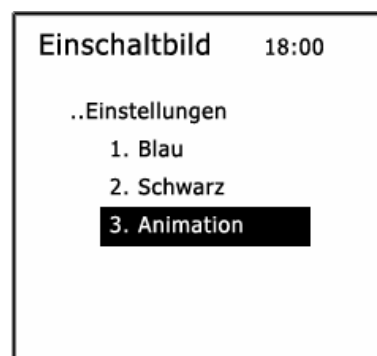 Einschaltbild 18:00
..Einstellungen
1. Blau
2. Schwarz
3. Animation